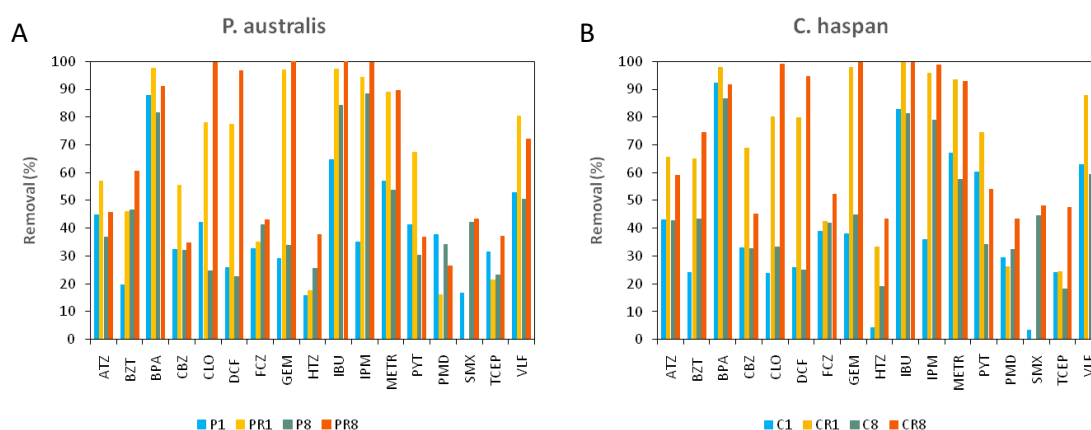 A
P. australis
Removal (%)
100
90
80
70
60
50
40
30
20
10
0
ATZ BZT BPA CBZ CLO DCF FCZ GEM HTZ IBU IPM METR PYT PMD SMX TCEP VLF
P1 PR1 P8 PR8
B
C. haspan
Removal (%)
100
90
80
70
60
50
40
30
20
10
0
ATZ BZT BPA CBZ CLO DCF FCZ GEM HTZ IBU IPM METR PYT PMD SMX TCEP VLF
C1 CR1 C8 CR8